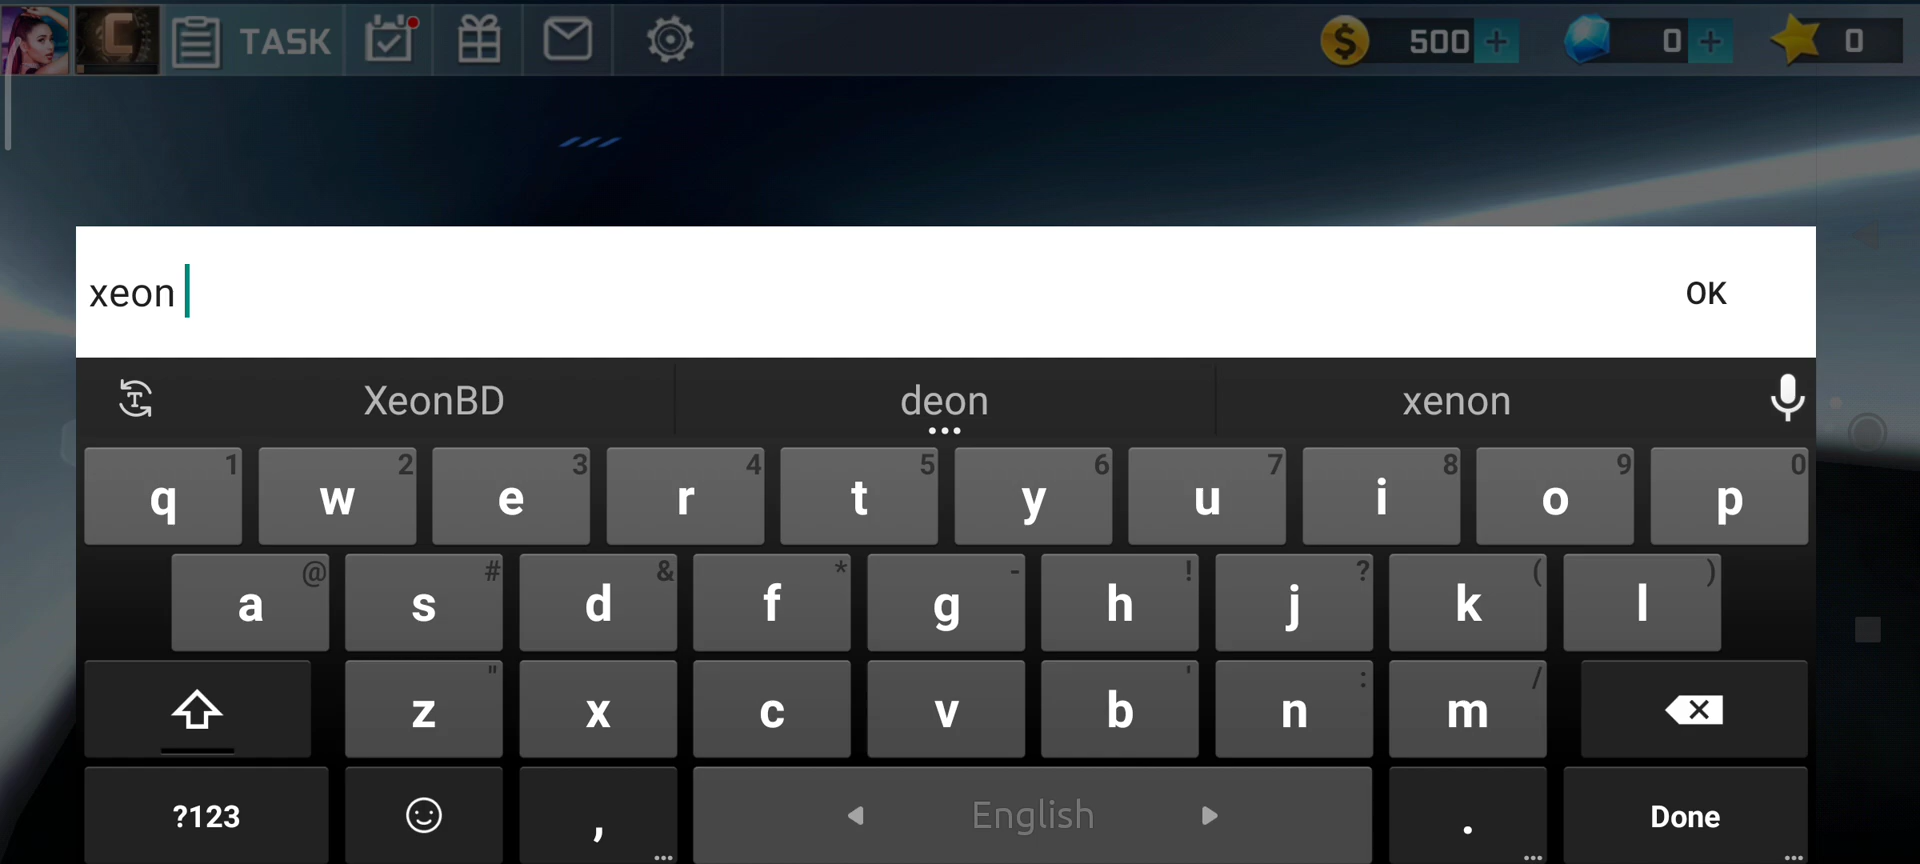 C TASK 500 + 0 + 0
xeon OK
XeonBD deon xenon
q 1 w 2 e 3 r 4 t 5 y 6 u 7 i 8 o 9 p 0
a @ s # d & f * g - h ! j ? k ( l )
z " x c v b ' n : m /
?123 , English . Done